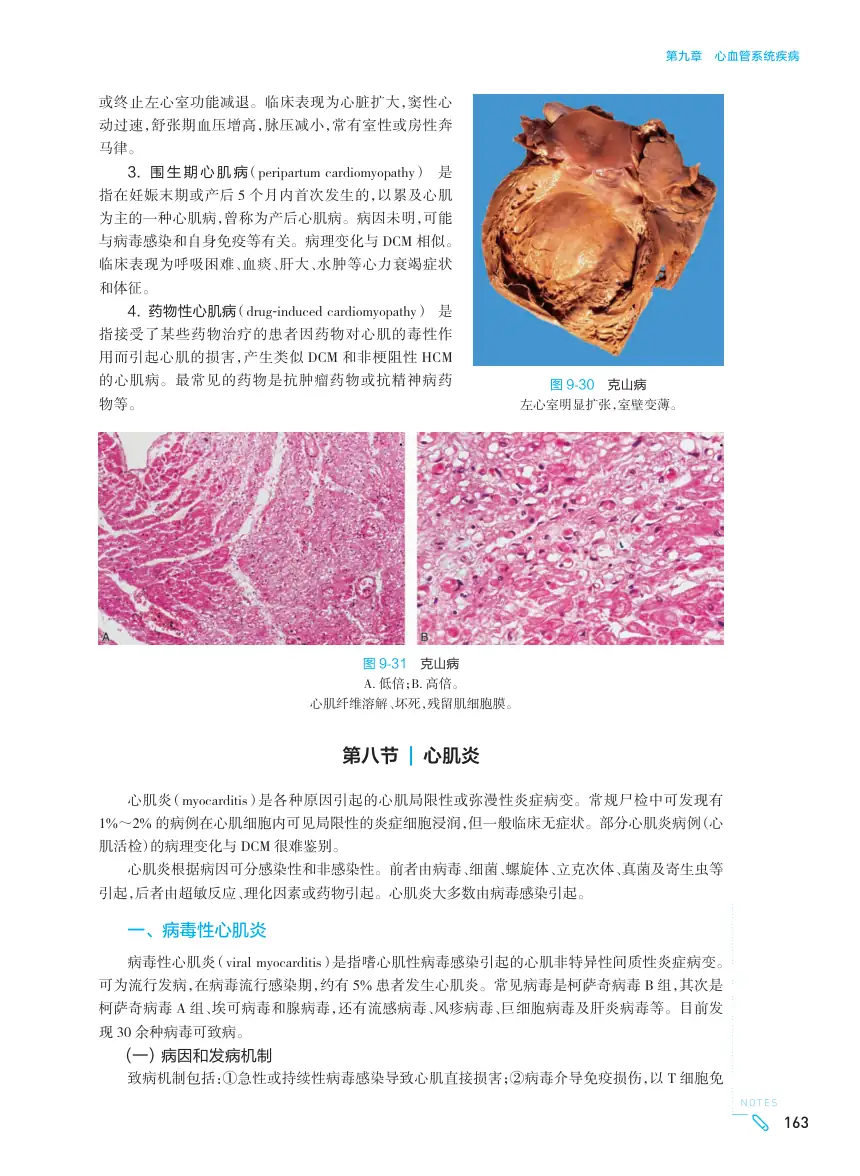 第九章 心血管系统疾病
或终止左心室功能减退。临床表现为心脏扩大,窦性心
动过速,舒张期血压增高,脉压减小,常有室性或房性奔
马律。
3. 围生期心肌病(peripartum cardiomyopathy) 是
指在妊娠末期或产后 5 个月内首次发生的,以累及心肌
为主的一种心肌病,曾称为产后心肌病。病因未明,可能
与病毒感染和自身免疫等有关。病理变化与 DCM 相似。
临床表现为呼吸困难、血痰、肝大、水肿等心力衰竭症状
和体征。
4. 药物性心肌病(drug-induced cardiomyopathy) 是
指接受了某些药物治疗的患者因药物对心肌的毒性作
用而引起心肌的损害,产生类似 DCM 和非梗阻性 HCM
的心肌病。最常见的药物是抗肿瘤药物或抗精神病药
物等。
图 9-30 克山病
左心室明显扩张,室壁变薄。
A
B
图 9-31 克山病
A. 低倍;B. 高倍。
心肌纤维溶解、坏死,残留肌细胞膜。
第八节 | 心肌炎
心肌炎(myocarditis)是各种原因引起的心肌局限性或弥漫性炎症病变。常规尸检中可发现有
1%～2% 的病例在心肌细胞内可见局限性的炎症细胞浸润,但一般临床无症状。部分心肌炎病例(心
肌活检)的病理变化与 DCM 很难鉴别。
心肌炎根据病因可分感染性和非感染性。前者由病毒、细菌、螺旋体、立克次体、真菌及寄生虫等
引起,后者由超敏反应、理化因素或药物引起。心肌炎大多数由病毒感染引起。
一、病毒性心肌炎
病毒性心肌炎(viral myocarditis)是指嗜心肌性病毒感染引起的心肌非特异性间质性炎症病变。
可为流行发病,在病毒流行感染期,约有 5% 患者发生心肌炎。常见病毒是柯萨奇病毒 B 组,其次是
柯萨奇病毒 A 组、埃可病毒和腺病毒,还有流感病毒、风疹病毒、巨细胞病毒及肝炎病毒等。目前发
现 30 余种病毒可致病。
(一) 病因和发病机制
致病机制包括:①急性或持续性病毒感染导致心肌直接损害;②病毒介导免疫损伤,以 T 细胞免
NOTES
163